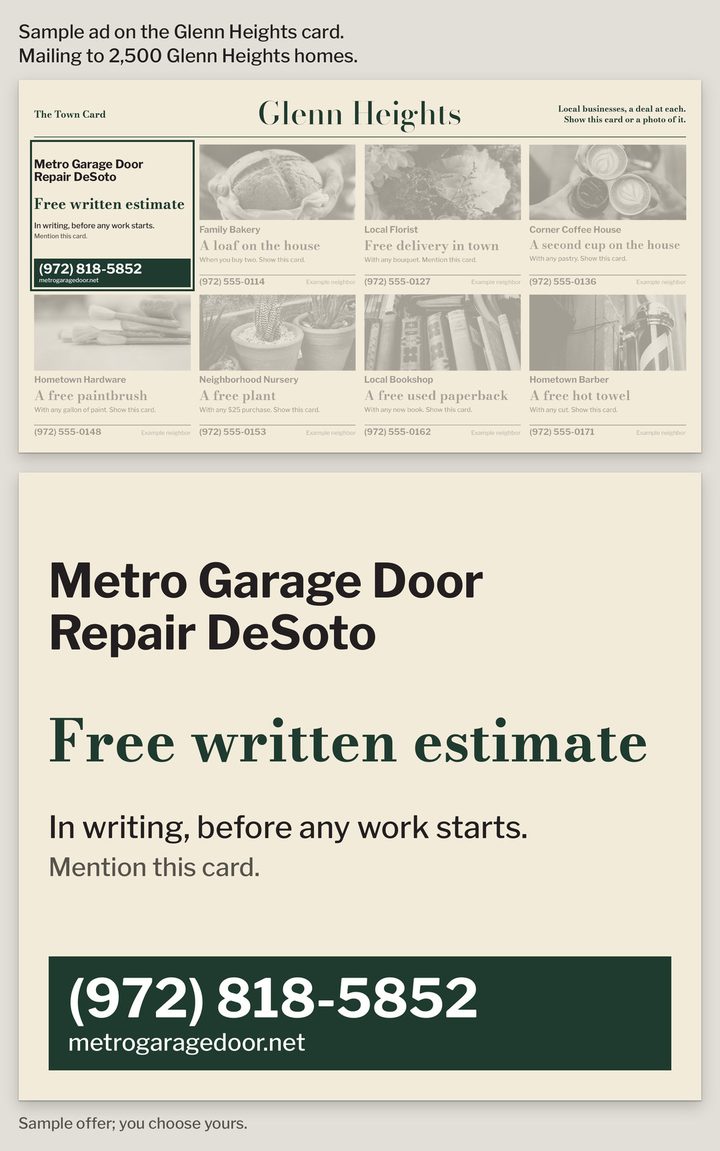 Sample ad on the Glenn Heights card.
Mailing to 2,500 Glenn Heights homes.
The Town Card
Glenn Heights
Local businesses, a deal at each.
Show this card or a photo of it.
Metro Garage Door
Repair DeSoto
Free written estimate
In writing, before any work starts.
Mention this card.
(972) 818-5852
metrogaragedoor.net
Family Bakery
A loaf on the house
When you buy two. Show this card.
(972) 555-0114
Example neighbor
Local Florist
Free delivery in town
With any bouquet. Mention this card.
(972) 555-0127
Example neighbor
Corner Coffee House
A second cup on the house
With any pastry. Show this card.
(972) 555-0136
Example neighbor
Hometown Hardware
A free paintbrush
With any gallon of paint. Show this card.
(972) 555-0148
Example neighbor
Neighborhood Nursery
A free plant
With any $25 purchase. Show this card.
(972) 555-0153
Example neighbor
Local Bookshop
A free used paperback
With any new book. Show this card.
(972) 555-0162
Example neighbor
Hometown Barber
A free hot towel
With any cut. Show this card.
(972) 555-0171
Example neighbor
Metro Garage Door
Repair DeSoto
Free written estimate
In writing, before any work starts.
Mention this card.
(972) 818-5852
metrogaragedoor.net
Sample offer; you choose yours.